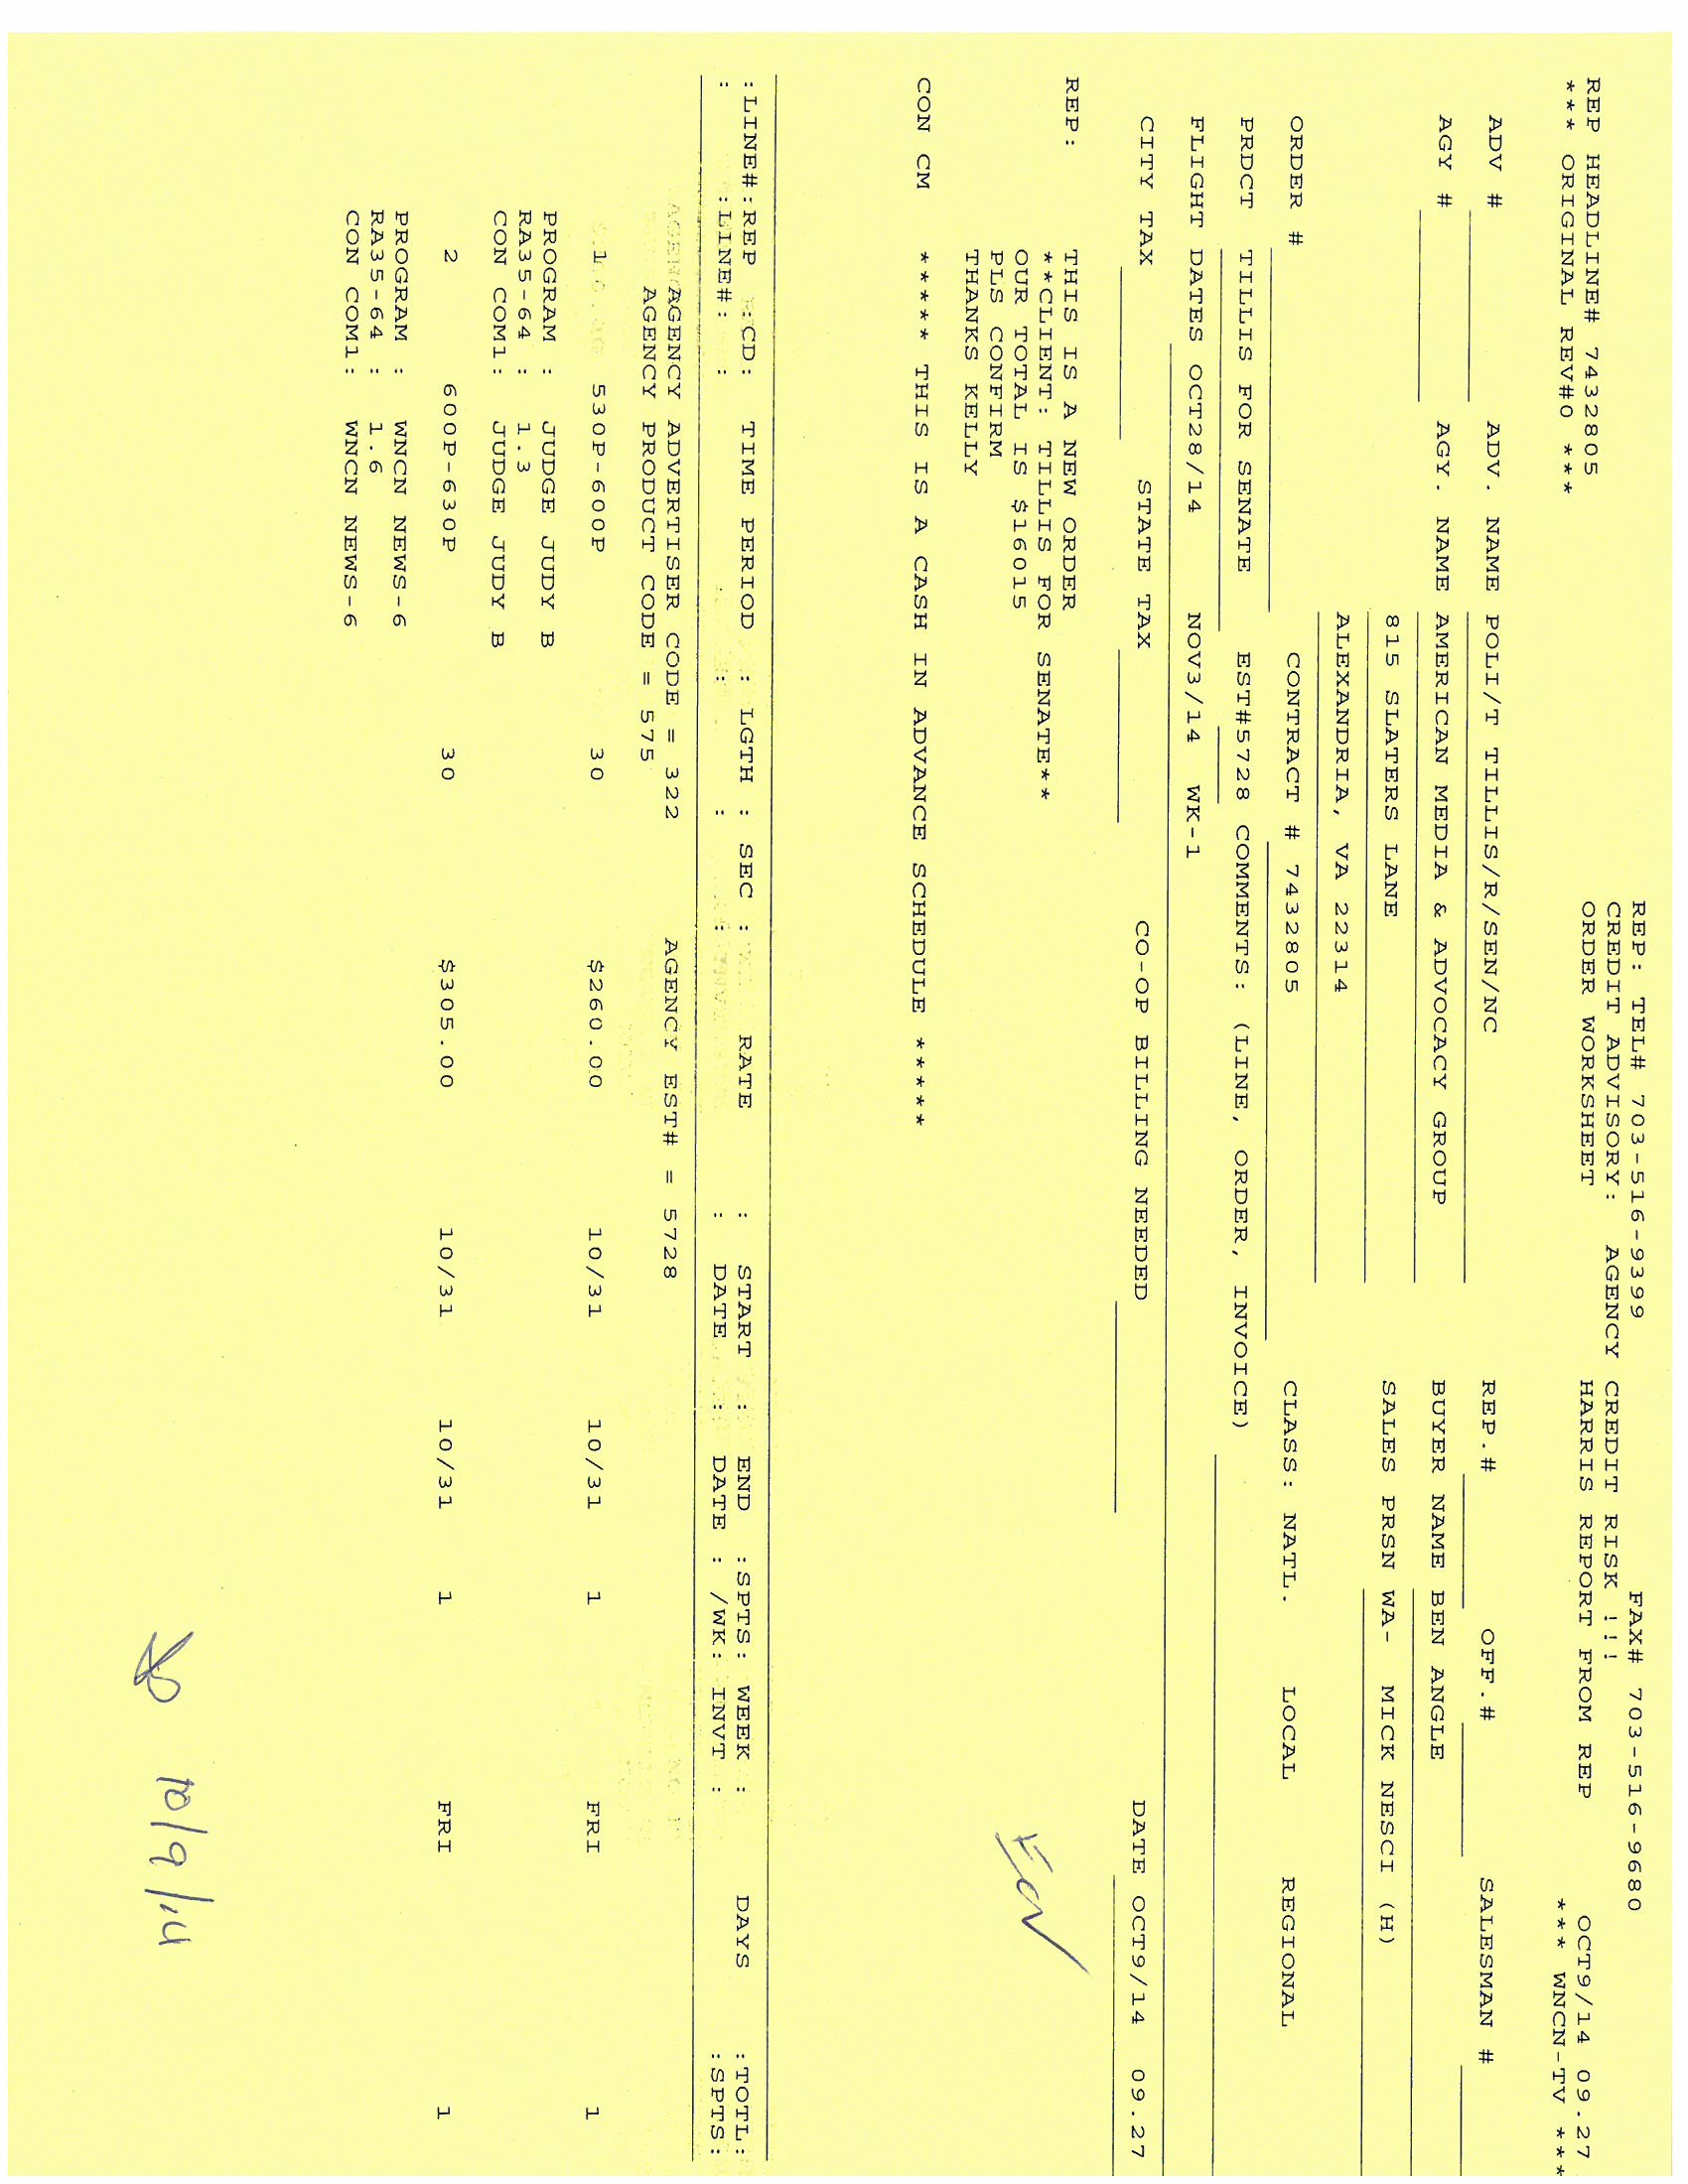 REP: TEL# 703-516-9399 FAX# 703-516-9680
CREDIT ADVISORY: AGENCY CREDIT RISK !!!
REP HEADLINE# 7432805 ORDER WORKSHEET HARRIS REPORT FROM REP OCT9/14 09.27
*** ORIGINAL REV#0 *** *** WNCN-TV ***
ADV # ADV. NAME POLI/T TILLIS/R/SEN/NC REP.# OFF.# SALESMAN #
AGY # AGY. NAME AMERICAN MEDIA & ADVOCACY GROUP BUYER NAME BEN ANGLE
815 SLATERS LANE SALES PRSN WA- MICK NESCI (H)
ALEXANDRIA, VA 22314
ORDER # CONTRACT # 7432805 CLASS: NATL. LOCAL REGIONAL
PRDCT TILLIS FOR SENATE EST#5728 COMMENTS: (LINE, ORDER, INVOICE)
FLIGHT DATES OCT28/14 NOV3/14 WK-1
CITY TAX STATE TAX CO-OP BILLING NEEDED DATE OCT9/14 09.27
REP: THIS IS A NEW ORDER
**CLIENT: TILLIS FOR SENATE**
OUR TOTAL IS $16015
PLS CONFIRM
THANKS KELLY
CON CM ***** THIS IS A CASH IN ADVANCE SCHEDULE *****
:LINE#:REP :CD: TIME PERIOD : LGTH : SEC : RATE : START : END :SPTS: WEEK : DAYS :TOTL:
: :LINE#: : : : : : DATE : DATE : /WK: INVT : :SPTS:
AGENCY ADVERTISER CODE = 322 AGENCY EST# = 5728
AGENCY PRODUCT CODE = 575
1 530P-600P 30 $260.00 10/31 10/31 1 FRI 1
PROGRAM : JUDGE JUDY B
RA35-64 : 1.3
CON COM1: JUDGE JUDY B
2 600P-630P 30 $305.00 10/31 10/31 1 FRI 1
PROGRAM : WNCN NEWS-6
RA35-64 : 1.6
CON COM1: WNCN NEWS-6
10/9/14